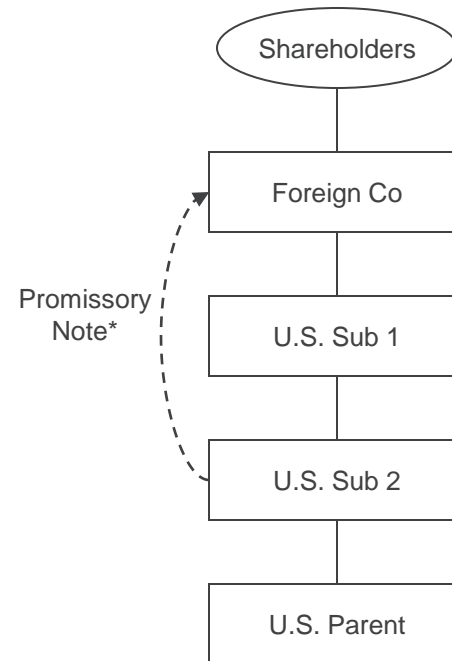 Shareholders
Foreign Co
Promissory
Note*
U.S. Sub 1
U.S. Sub 2
U.S. Parent